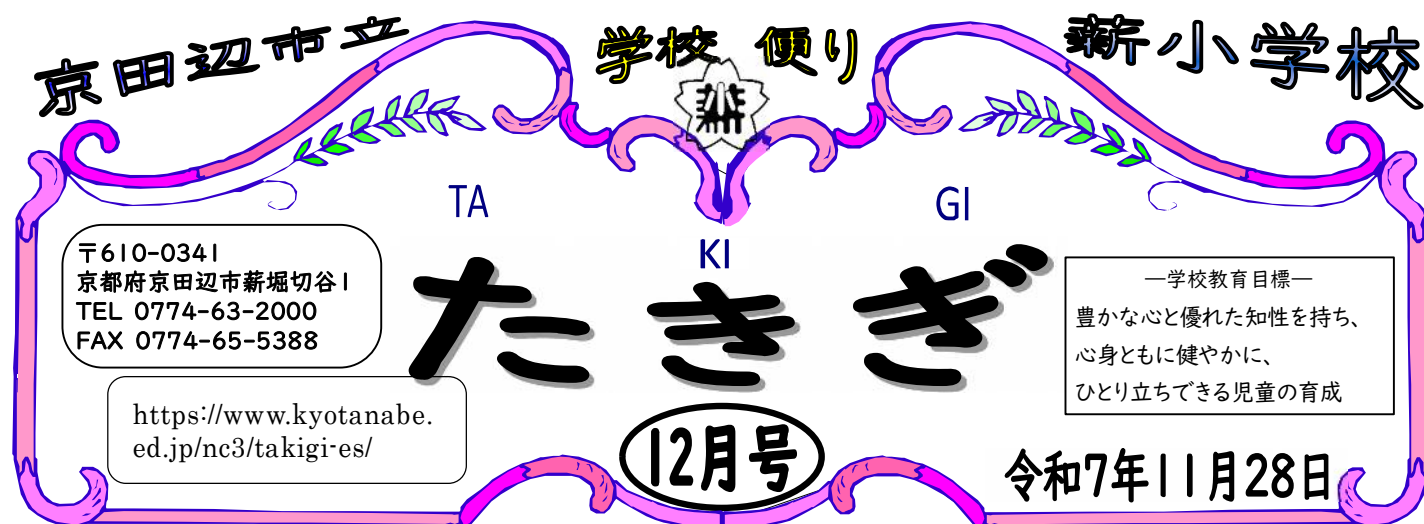 京田辺市立
学校 便り
薪小学校
薪小
TA
KI
GI
たきぎ
〒610-0341
京都府京田辺市薪堀切谷1
TEL 0774-63-2000
FAX 0774-65-5388
https://www.kyotanabe.
ed.jp/nc3/takigi-es/
―学校教育目標―
豊かな心と優れた知性を持ち、
心身ともに健やかに、
ひとり立ちできる児童の育成
12月号
令和7年11月28日